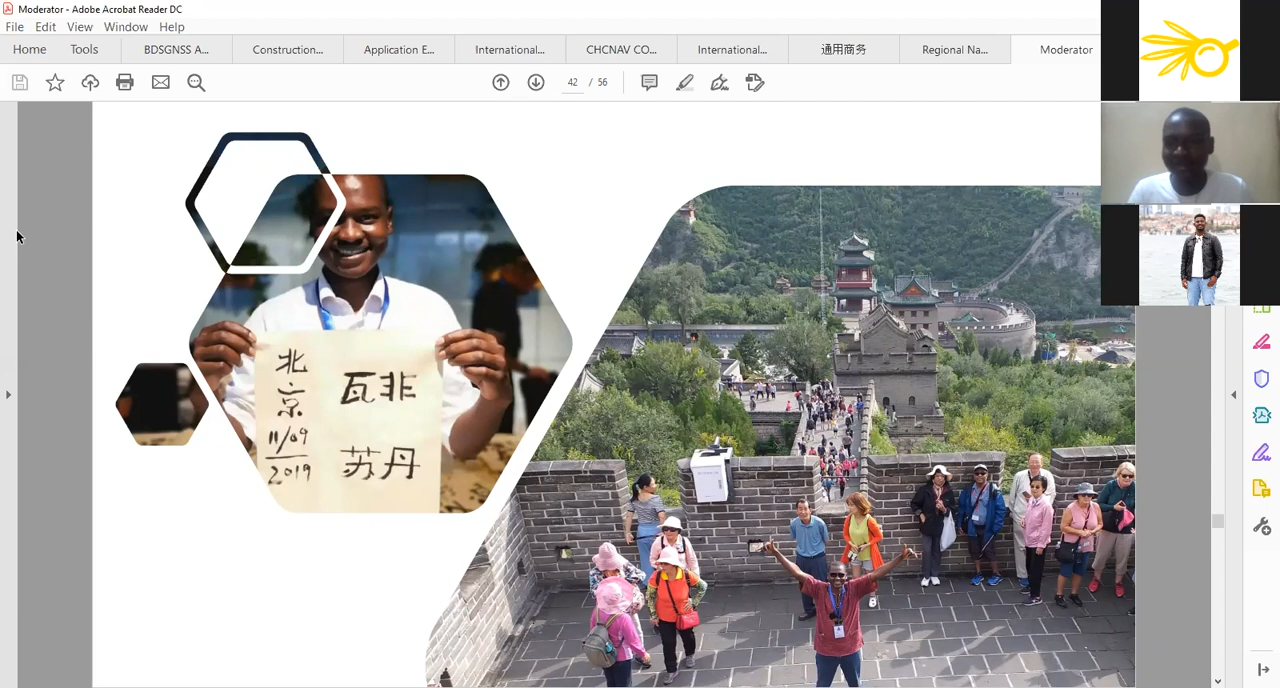 Moderator - Adobe Acrobat Reader DC
File Edit View Window Help
Home Tools BDSGNSS A... Construction... Application E... International... CHCNAV CO... International... 通用商务 Regional Na... Moderator
42 / 56
北京
11/09
2019
瓦非
苏丹